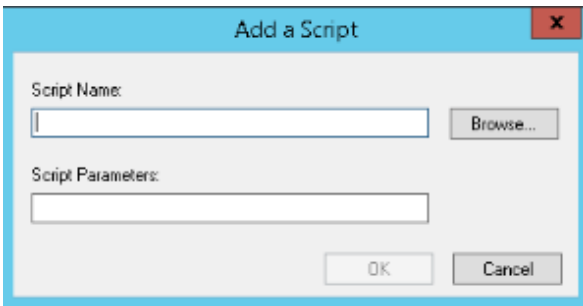 Add a Script
x
Script Name:
Browse...
Script Parameters:
OK
Cancel